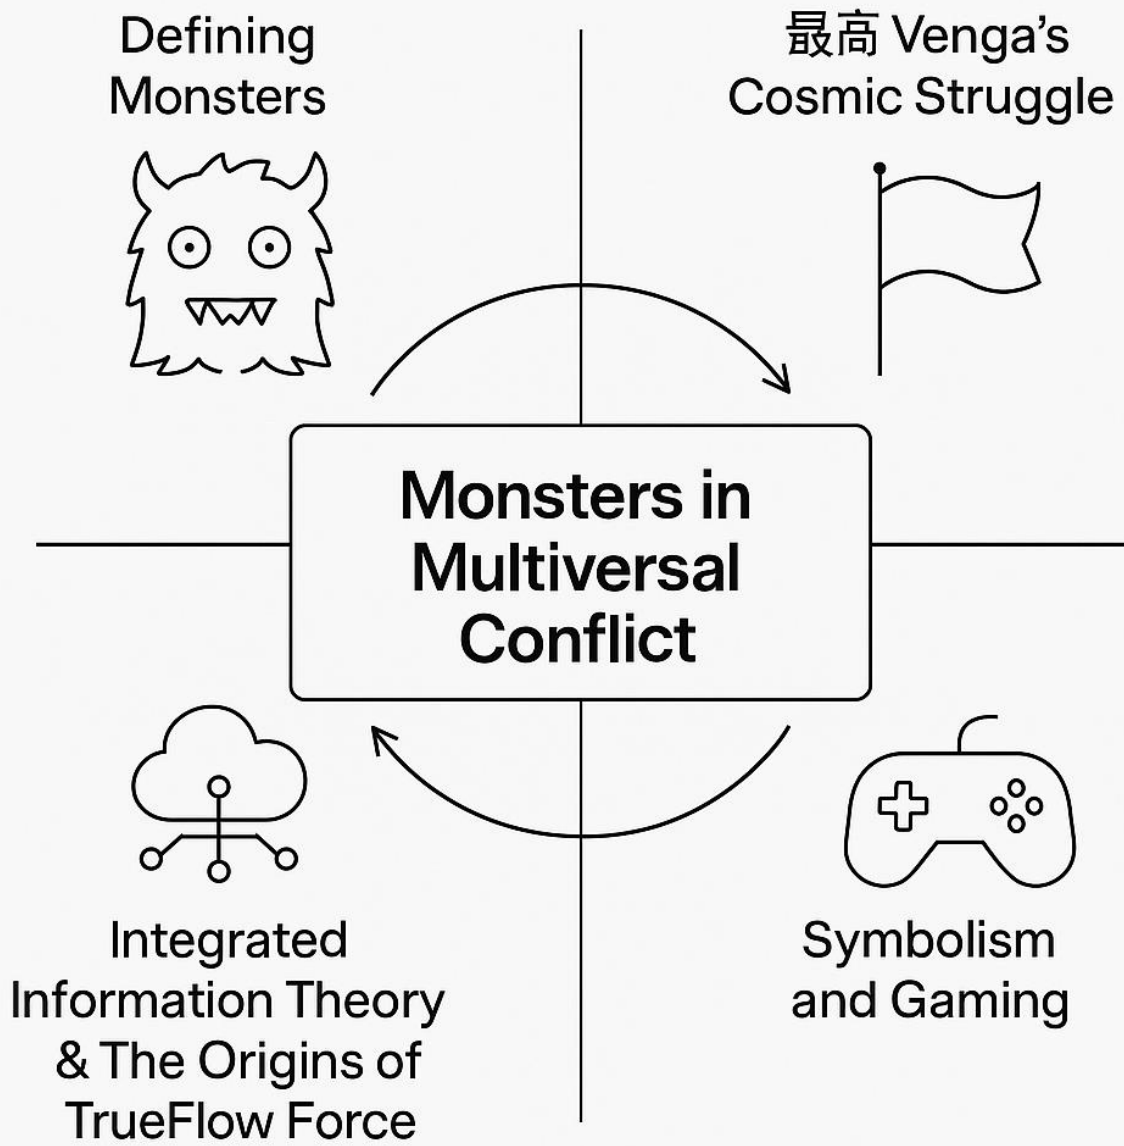 Defining
Monsters
最高 Venga’s
Cosmic Struggle
Monsters in
Multiversal
Conflict
Integrated
Information Theory
& The Origins of
TrueFlow Force
Symbolism
and Gaming